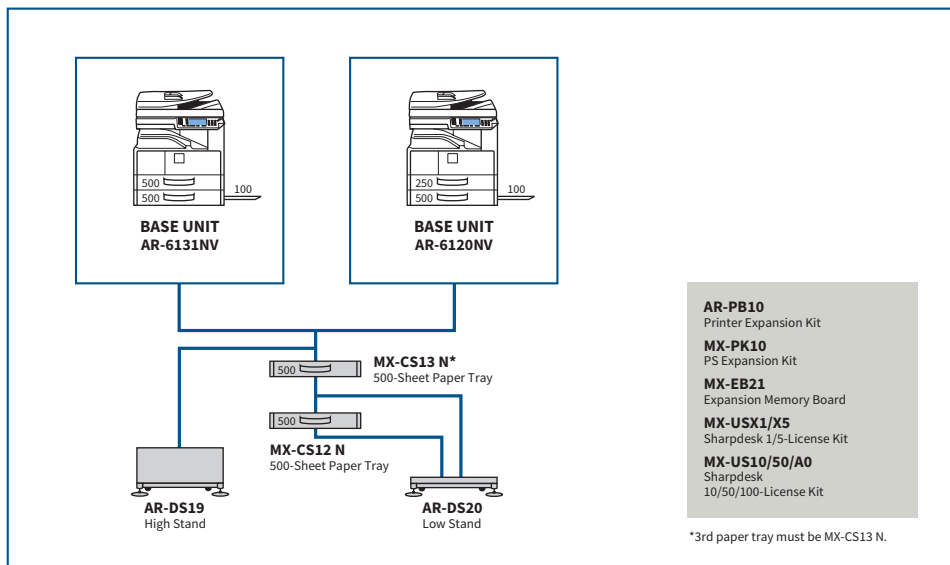 500
500
100
BASE UNIT
AR-6131NV
250
500
100
BASE UNIT
AR-6120NV
500
MX-CS13 N*
500-Sheet Paper Tray
500
MX-CS12 N
500-Sheet Paper Tray
AR-DS19
High Stand
AR-DS20
Low Stand
AR-PB10
Printer Expansion Kit
MX-PK10
PS Expansion Kit
MX-EB21
Expansion Memory Board
MX-USX1/X5
Sharpdesk 1/5-License Kit
MX-US10/50/A0
Sharpdesk
10/50/100-License Kit
*3rd paper tray must be MX-CS13 N.